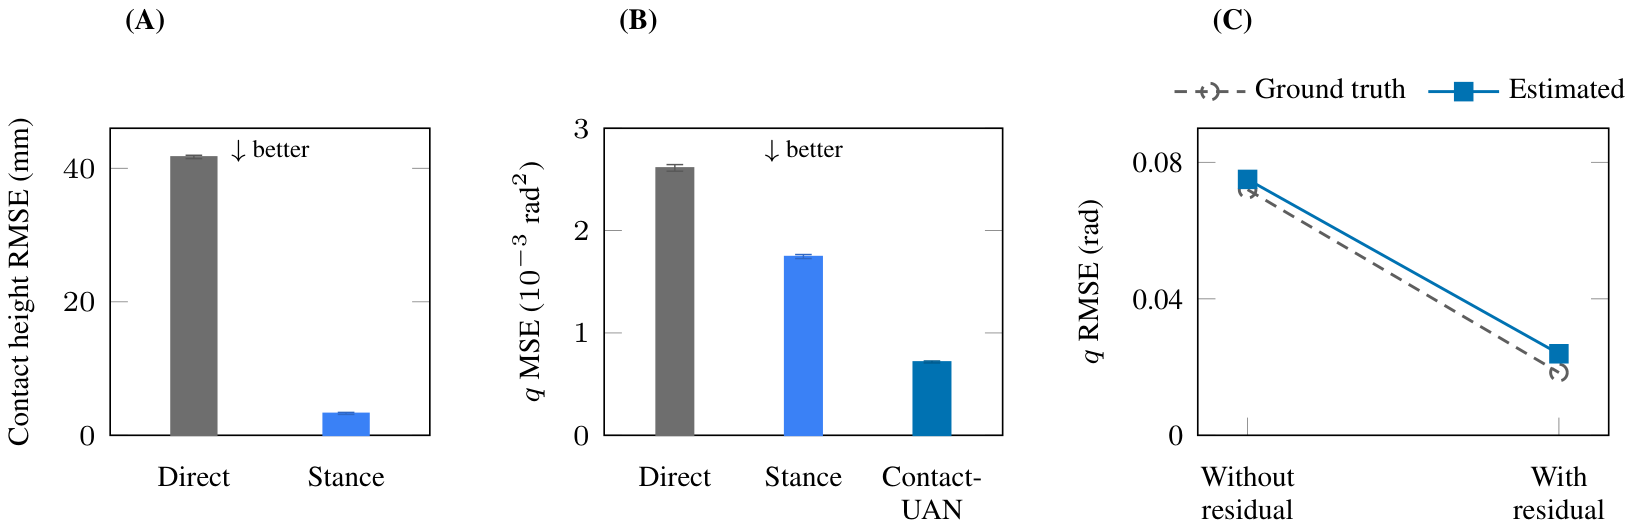 (A)
(B)
(C)
Ground truth
Estimated
Contact height RMSE (mm)
40
20
0
↓ better
Direct
Stance
q MSE (10⁻³ rad²)
3
2
1
0
↓ better
Direct
Stance
Contact-
UAN
q RMSE (rad)
0.08
0.04
0
Without
residual
With
residual